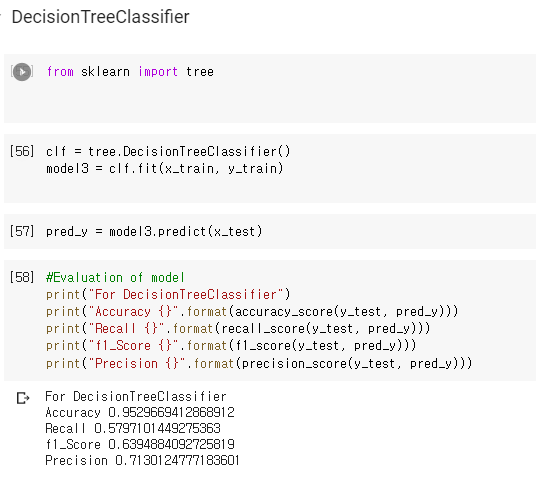 DecisionTreeClassifier
from sklearn import tree
[56] clf = tree.DecisionTreeClassifier()
model3 = clf.fit(x_train, y_train)
[57] pred_y = model3.predict(x_test)
[58] #Evaluation of model
print("For DecisionTreeClassifier")
print("Accuracy {}".format(accuracy_score(y_test, pred_y)))
print("Recall {}".format(recall_score(y_test, pred_y)))
print("f1_Score {}".format(f1_score(y_test, pred_y)))
print("Precision {}".format(precision_score(y_test, pred_y)))
For DecisionTreeClassifier
Accuracy 0.9529669412868912
Recall 0.5797101449275363
f1_Score 0.6394884092725819
Precision 0.7130124777183601